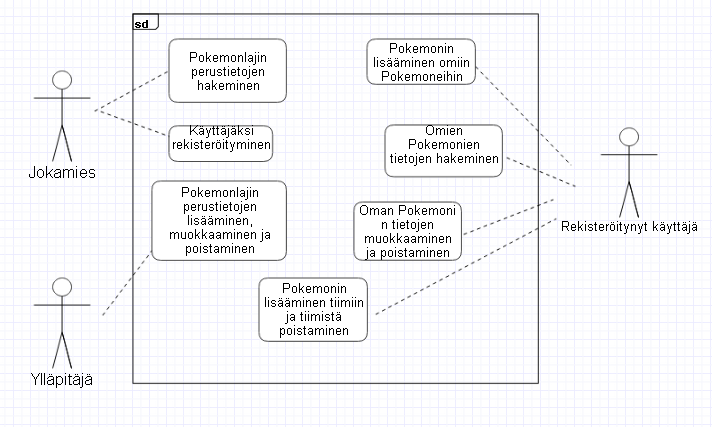 sd
Pokemonlajin
perustietojen
hakeminen
Käyttäjäksi
rekisteröityminen
Jokamies
Pokemonlajin
perustietojen
lisääminen,
muokkaaminen ja
poistaminen
Ylläpitäjä
Pokemonin
lisääminen omiin
Pokemoneihin
Omien
Pokemonien
tietojen hakeminen
Oman Pokemoni
n tietojen
muokkaaminen
ja poistaminen
Pokemonin
lisääminen tiimiin
ja tiimistä
poistaminen
Rekisteröitynyt käyttäjä